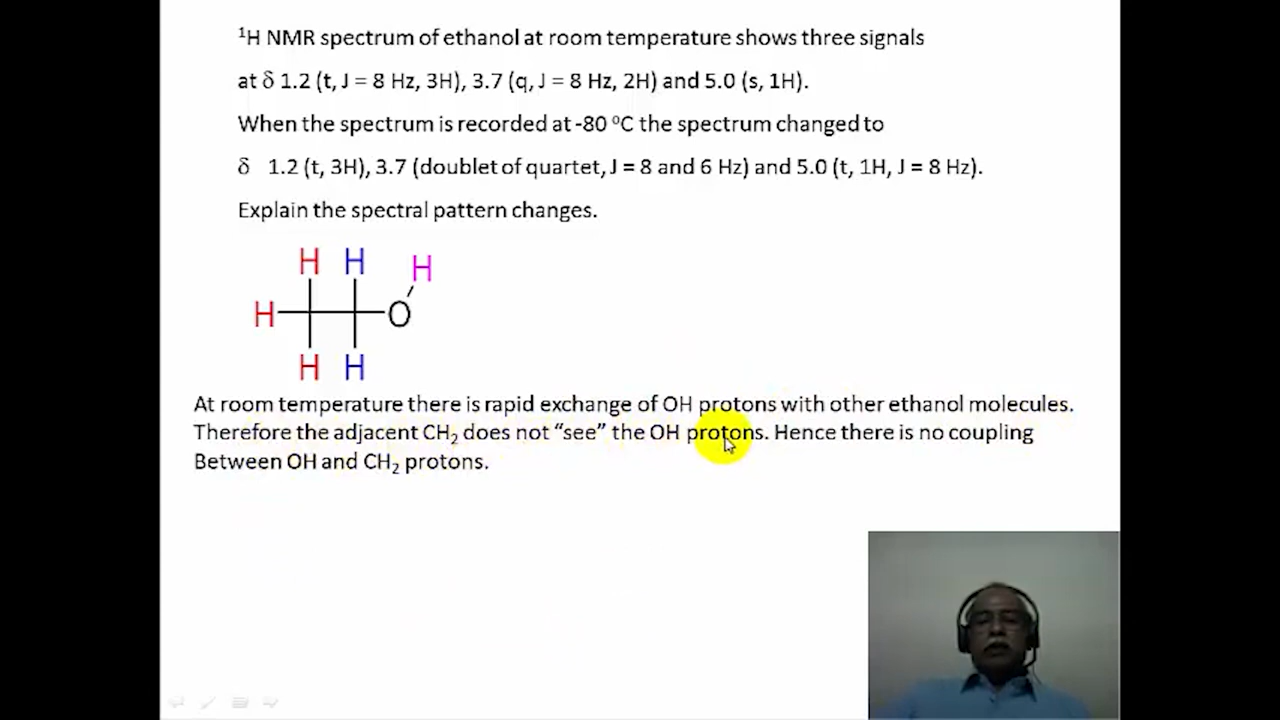 ¹H NMR spectrum of ethanol at room temperature shows three signals
at δ 1.2 (t, J = 8 Hz, 3H), 3.7 (q, J = 8 Hz, 2H) and 5.0 (s, 1H).
When the spectrum is recorded at -80 ⁰C the spectrum changed to
δ 1.2 (t, 3H), 3.7 (doublet of quartet, J = 8 and 6 Hz) and 5.0 (t, 1H, J = 8 Hz).
Explain the spectral pattern changes.
H H H
H O
H H
At room temperature there is rapid exchange of OH protons with other ethanol molecules.
Therefore the adjacent CH₂ does not “see” the OH protons. Hence there is no coupling
Between OH and CH₂ protons.